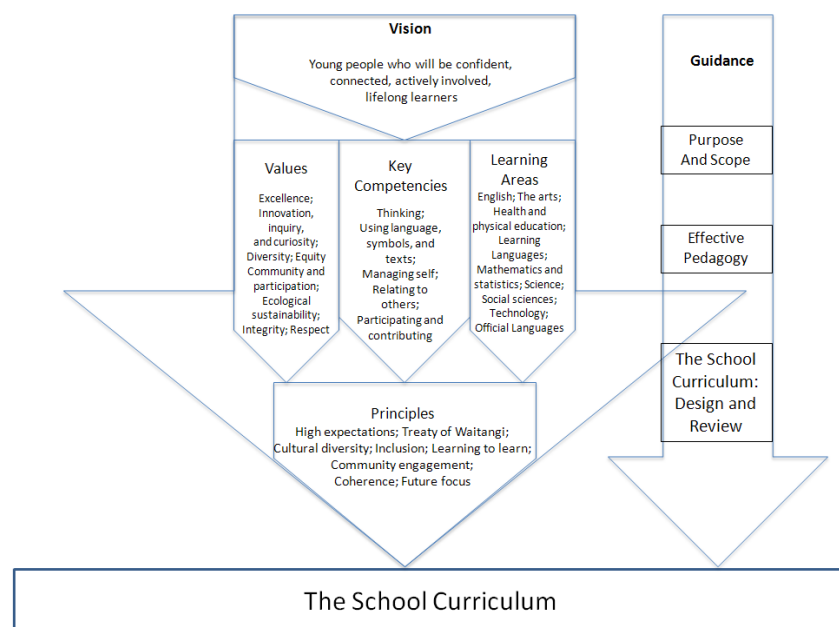 Vision
Young people who will be confident,
connected, actively involved,
lifelong learners
Values
Excellence;
Innovation,
inquiry,
and curiosity;
Diversity; Equity
Community and
participation;
Ecological
sustainability;
Integrity; Respect
Key
Competencies
Thinking;
Using language,
symbols, and
texts;
Managing self;
Relating to
others;
Participating and
contributing
Learning
Areas
English; The arts;
Health and
physical education;
Learning
Languages;
Mathematics and
statistics; Science;
Social sciences;
Technology;
Official Languages
Principles
High expectations; Treaty of Waitangi;
Cultural diversity; Inclusion; Learning to learn;
Community engagement;
Coherence; Future focus
Guidance
Purpose
And Scope
Effective
Pedagogy
The School
Curriculum:
Design and
Review
The School Curriculum